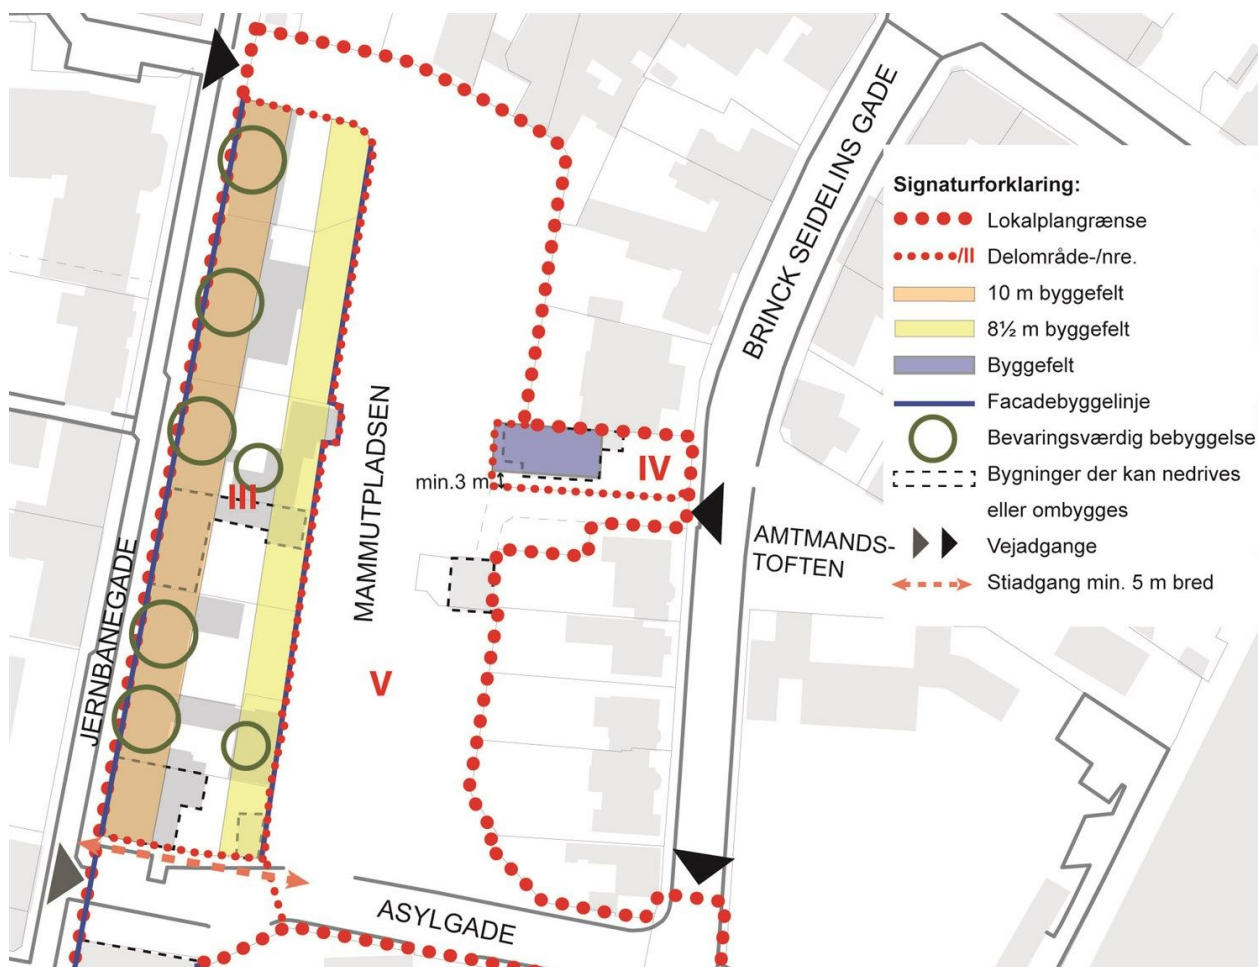 BRINCK SEIDELINS GADE
Signaturforklaring:
Lokalplangrænse
/II Delområde-/nre.
10 m byggefelt
8½ m byggefelt
Byggefelt
Facadebyggelinje
Bevaringsværdig bebyggelse
Bygninger der kan nedrives
eller ombygges
Vejadgange
Stiadgang min. 5 m bred
MAMMUTPLADSEN
IV
min.3 m
III
AMTMANDS-
TOFTEN
JERNBANEGADE
V
ASYLGADE